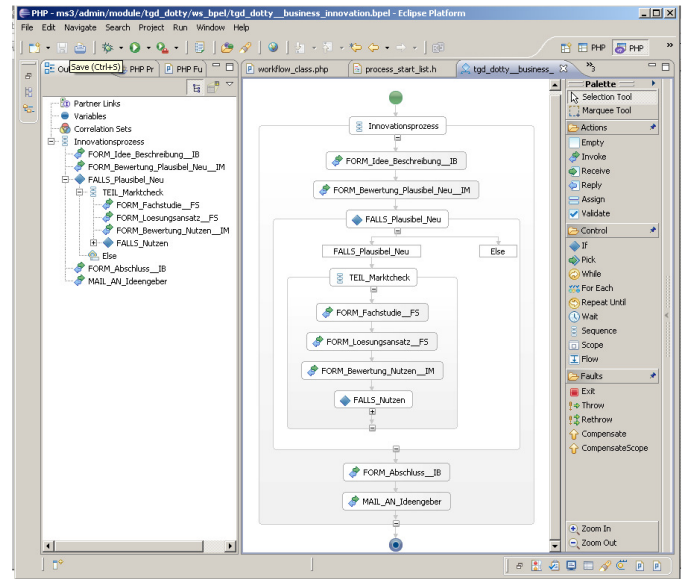 PHP - ms3/admin/module/tgd_dotty/ws_bpel/tgd_dotty__business_innovation.bpel - Eclipse Platform
File Edit Navigate Search Project Run Window Help
PHP PHP »
Save (Ctrl+S)
Ou PHP Pr PHP Fu
workflow_class.php process_start_list.h tgd_dotty__business_ »3
Partner Links
Variables
Correlation Sets
Innovationsprozess
FORM_Idee_Beschreibung__IB
FORM_Bewertung_Plausibel_Neu__IM
FALLS_Plausibel_Neu
TEIL_Marktcheck
FORM_Fachstudie__FS
FORM_Loesungsansatz__FS
FORM_Bewertung_Nutzen__IM
FALLS_Nutzen
Else
FORM_Abschluss__IB
MAIL_AN_Ideengeber
Innovationsprozess
FORM_Idee_Beschreibung__IB
FORM_Bewertung_Plausibel_Neu__IM
FALLS_Plausibel_Neu
FALLS_Plausibel_Neu Else
TEIL_Marktcheck
FORM_Fachstudie__FS
FORM_Loesungsansatz__FS
FORM_Bewertung_Nutzen__IM
FALLS_Nutzen
FORM_Abschluss__IB
MAIL_AN_Ideengeber
Palette
Selection Tool
Marquee Tool
Actions
Empty
Invoke
Receive
Reply
Assign
Validate
Control
If
Pick
While
For Each
Repeat Until
Wait
Sequence
Scope
Flow
Faults
Exit
Throw
Rethrow
Compensate
CompensateScope
Zoom In
Zoom Out